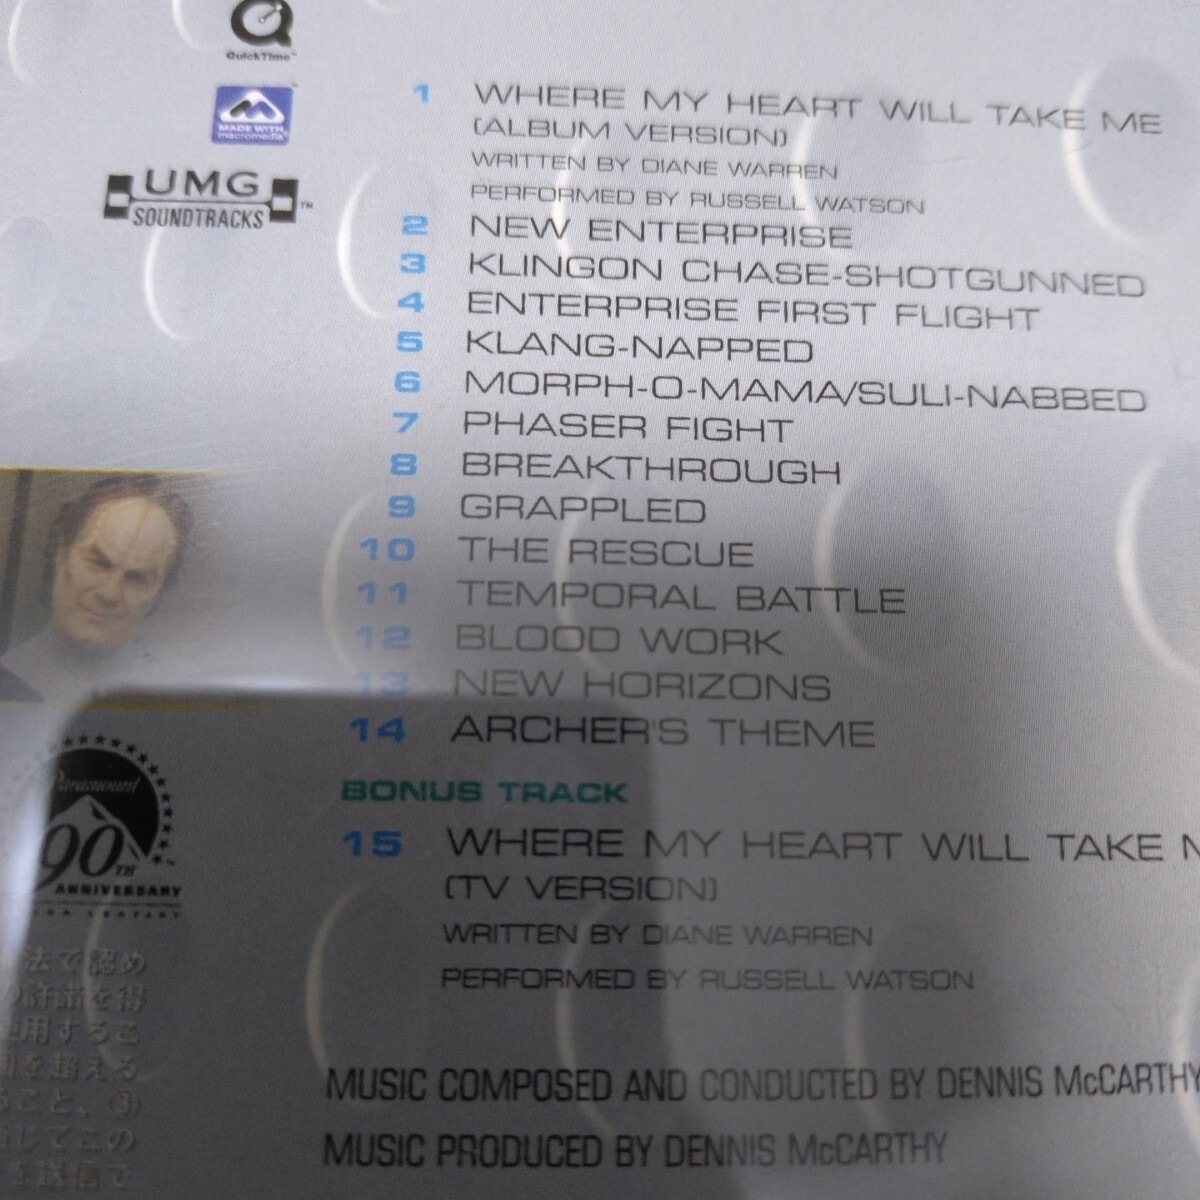 QuickTime™
MADE WITH
macromedia®
UMG
SOUNDTRACKS™
1 WHERE MY HEART WILL TAKE ME
(ALBUM VERSION)
WRITTEN BY DIANE WARREN
PERFORMED BY RUSSELL WATSON
2 NEW ENTERPRISE
3 KLINGON CHASE-SHOTGUNNED
4 ENTERPRISE FIRST FLIGHT
5 KLANG-NAPPED
6 MORPH-O-MAMA/SULI-NABBED
7 PHASER FIGHT
8 BREAKTHROUGH
9 GRAPPLED
10 THE RESCUE
11 TEMPORAL BATTLE
12 BLOOD WORK
13 NEW HORIZONS
14 ARCHER'S THEME
BONUS TRACK
15 WHERE MY HEART WILL TAKE
(TV VERSION)
WRITTEN BY DIANE WARREN
PERFORMED BY RUSSELL WATSON
MUSIC COMPOSED AND CONDUCTED BY DENNIS McCARTHY
MUSIC PRODUCED BY DENNIS McCARTHY
Paramount
90TH
ANNIVERSARY
法で認め
許諾を得
用するこ
を超える
こと、(3)
じてこの
送信で